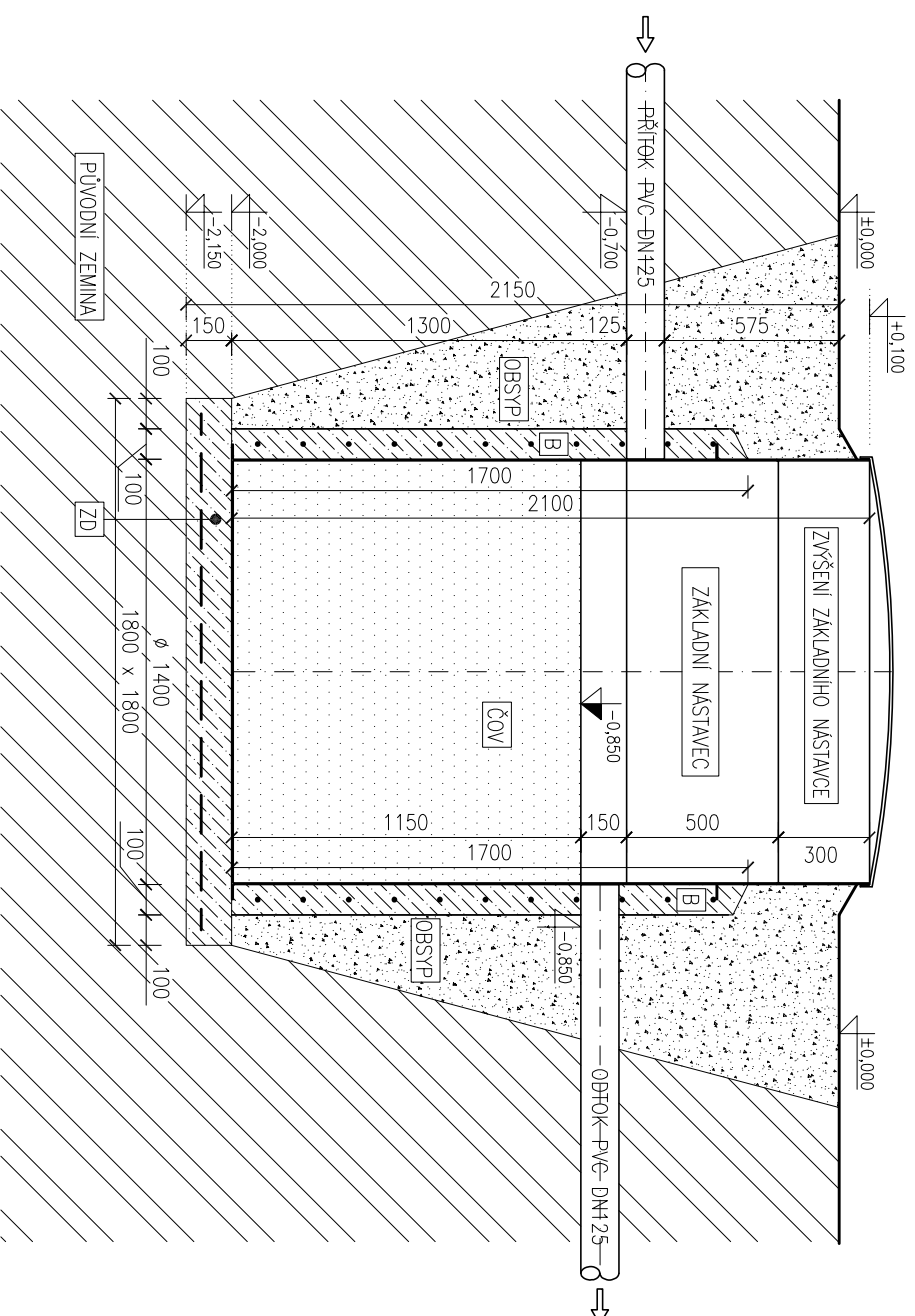 ±0,000
+0,100
±0,000
PŘÍTOK PVC-DN125
-0,700
-2,000
-2,150
2150
150
1300
125
575
PŮVODNÍ ZEMINA
OBSYP
B
1700
2100
ZVÝŠENÍ ZÁKLADNÍHO NÁSTAVCE
ZÁKLADNÍ NÁSTAVEC
-0,850
ČOV
1150
150
500
300
1700
B
OBSYP
-0,850
ODTOK PVC DN125
100
100
ZD
ø 1400
1800 x 1800
100
100